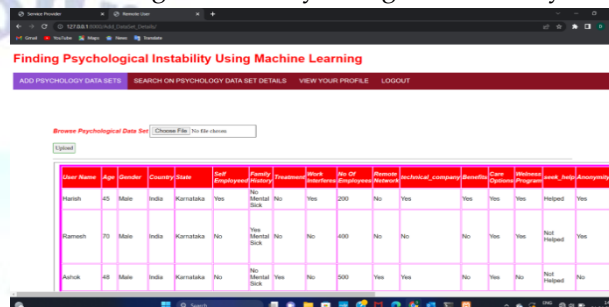 Service Provider
Remote User
127.0.0.1:8000/Add_DataSet_Details/
Gmail YouTube Maps News Translate
Finding Psychological Instability Using Machine Learning
ADD PSYCHOLOGY DATA SETS SEARCH ON PSYCHOLOGY DATA SET DETAILS VIEW YOUR PROFILE LOGOUT
Browse Psychological Data Set Choose File No file chosen
Upload
User Name Age Gender Country State Self Employeed Family History Treatment Work Interferes No Of Employees Remote Network technical_company Benefits Care Options Welness Program seek_help Anonymity
Harish 45 Male India Karnataka Yes No Mental Sick No Yes 200 No Yes Yes Yes Yes Helped Yes
Ramesh 70 Male India Karnataka No Yes Mental Sick No No 400 No No No Yes Yes Not Helped Yes
Ashok 48 Male India Karnataka No No Mental Sick Yes No 500 Yes Yes No Yes No Not Helped No
Search